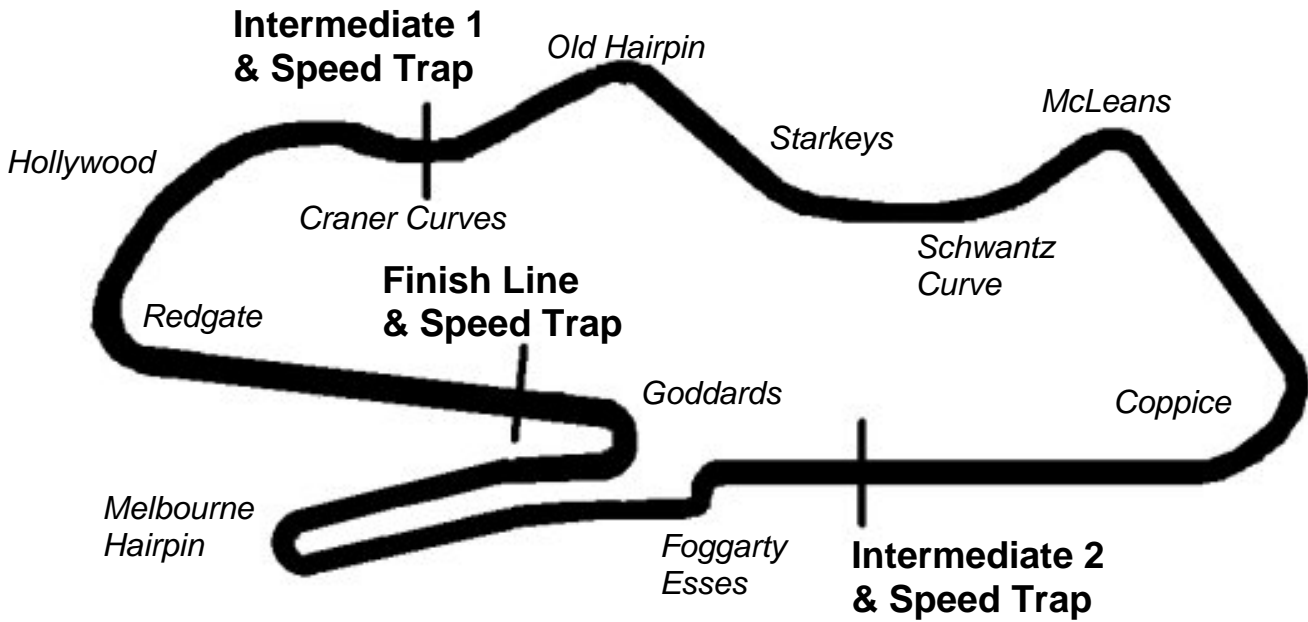 Intermediate 1
& Speed Trap
Old Hairpin
McLeans
Starkeys
Hollywood
Craner Curves
Schwantz
Curve
Finish Line
& Speed Trap
Redgate
Goddards
Coppice
Melbourne
Hairpin
Foggarty
Esses
Intermediate 2
& Speed Trap